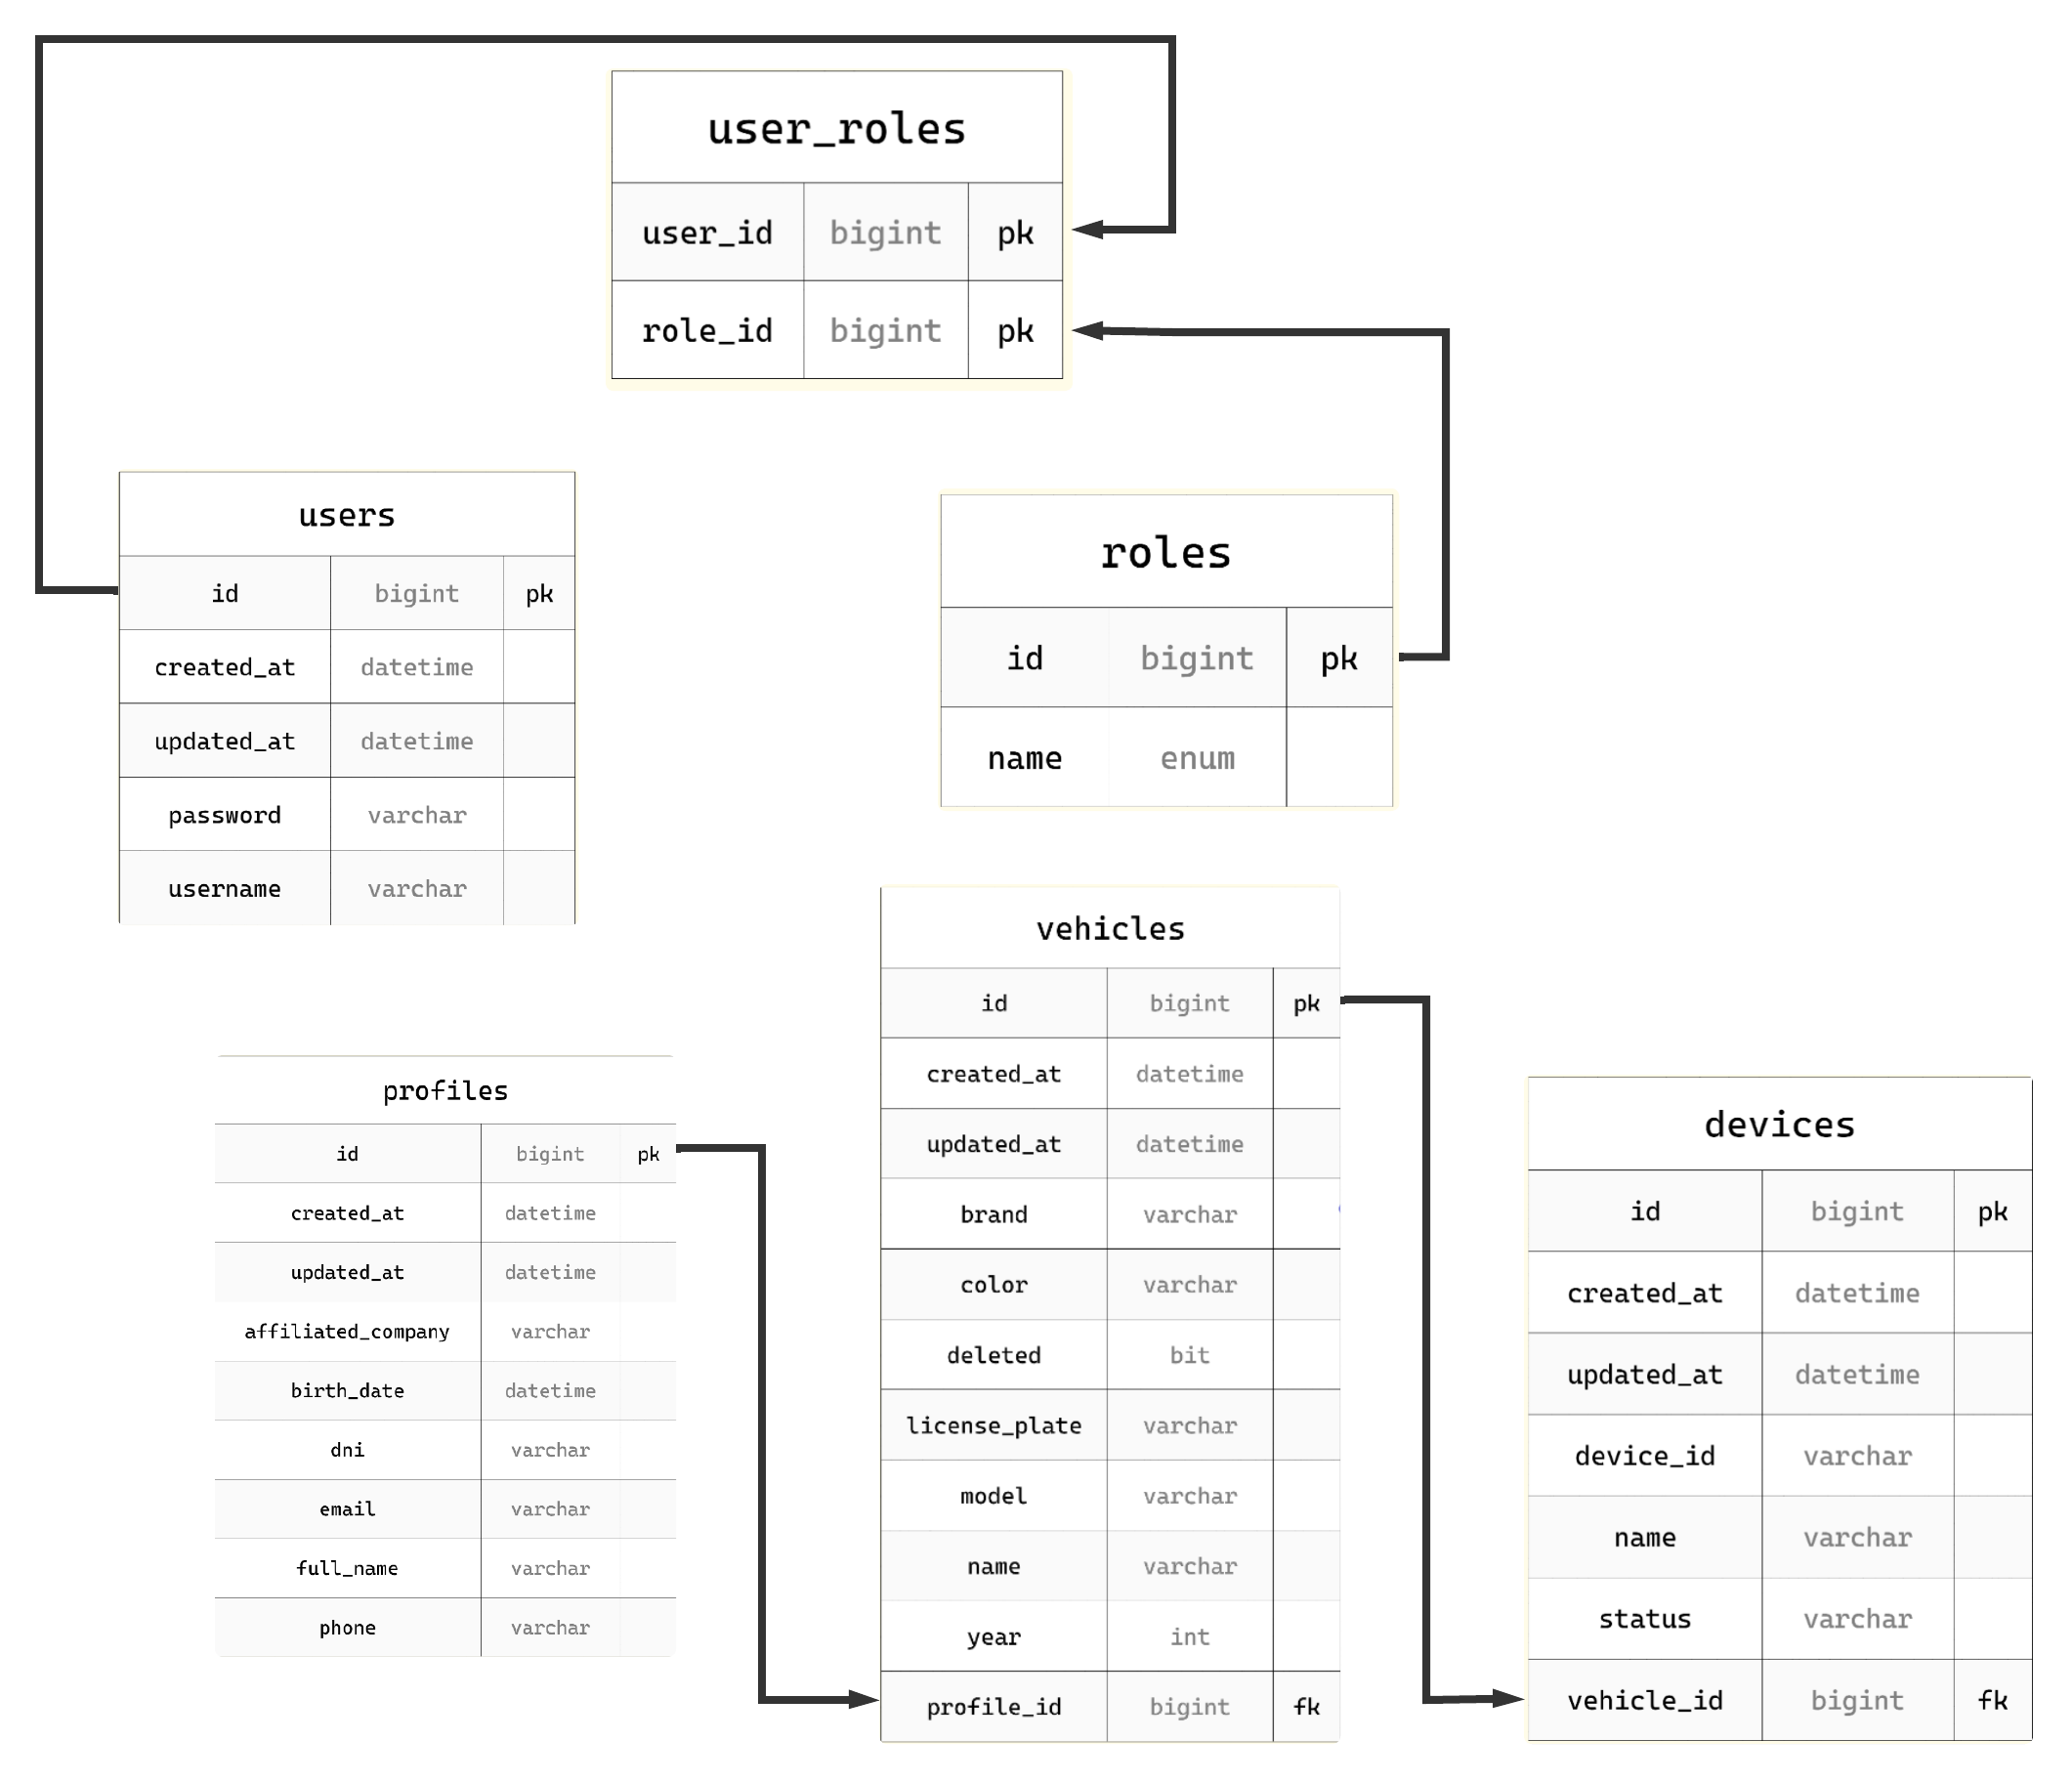 user_roles
user_id bigint pk
role_id bigint pk
users
id bigint pk
created_at datetime
updated_at datetime
password varchar
username varchar
roles
id bigint pk
name enum
vehicles
id bigint pk
created_at datetime
updated_at datetime
brand varchar
color varchar
deleted bit
license_plate varchar
model varchar
name varchar
year int
profile_id bigint fk
profiles
id bigint pk
created_at datetime
updated_at datetime
affiliated_company varchar
birth_date datetime
dni varchar
email varchar
full_name varchar
phone varchar
devices
id bigint pk
created_at datetime
updated_at datetime
device_id varchar
name varchar
status varchar
vehicle_id bigint fk